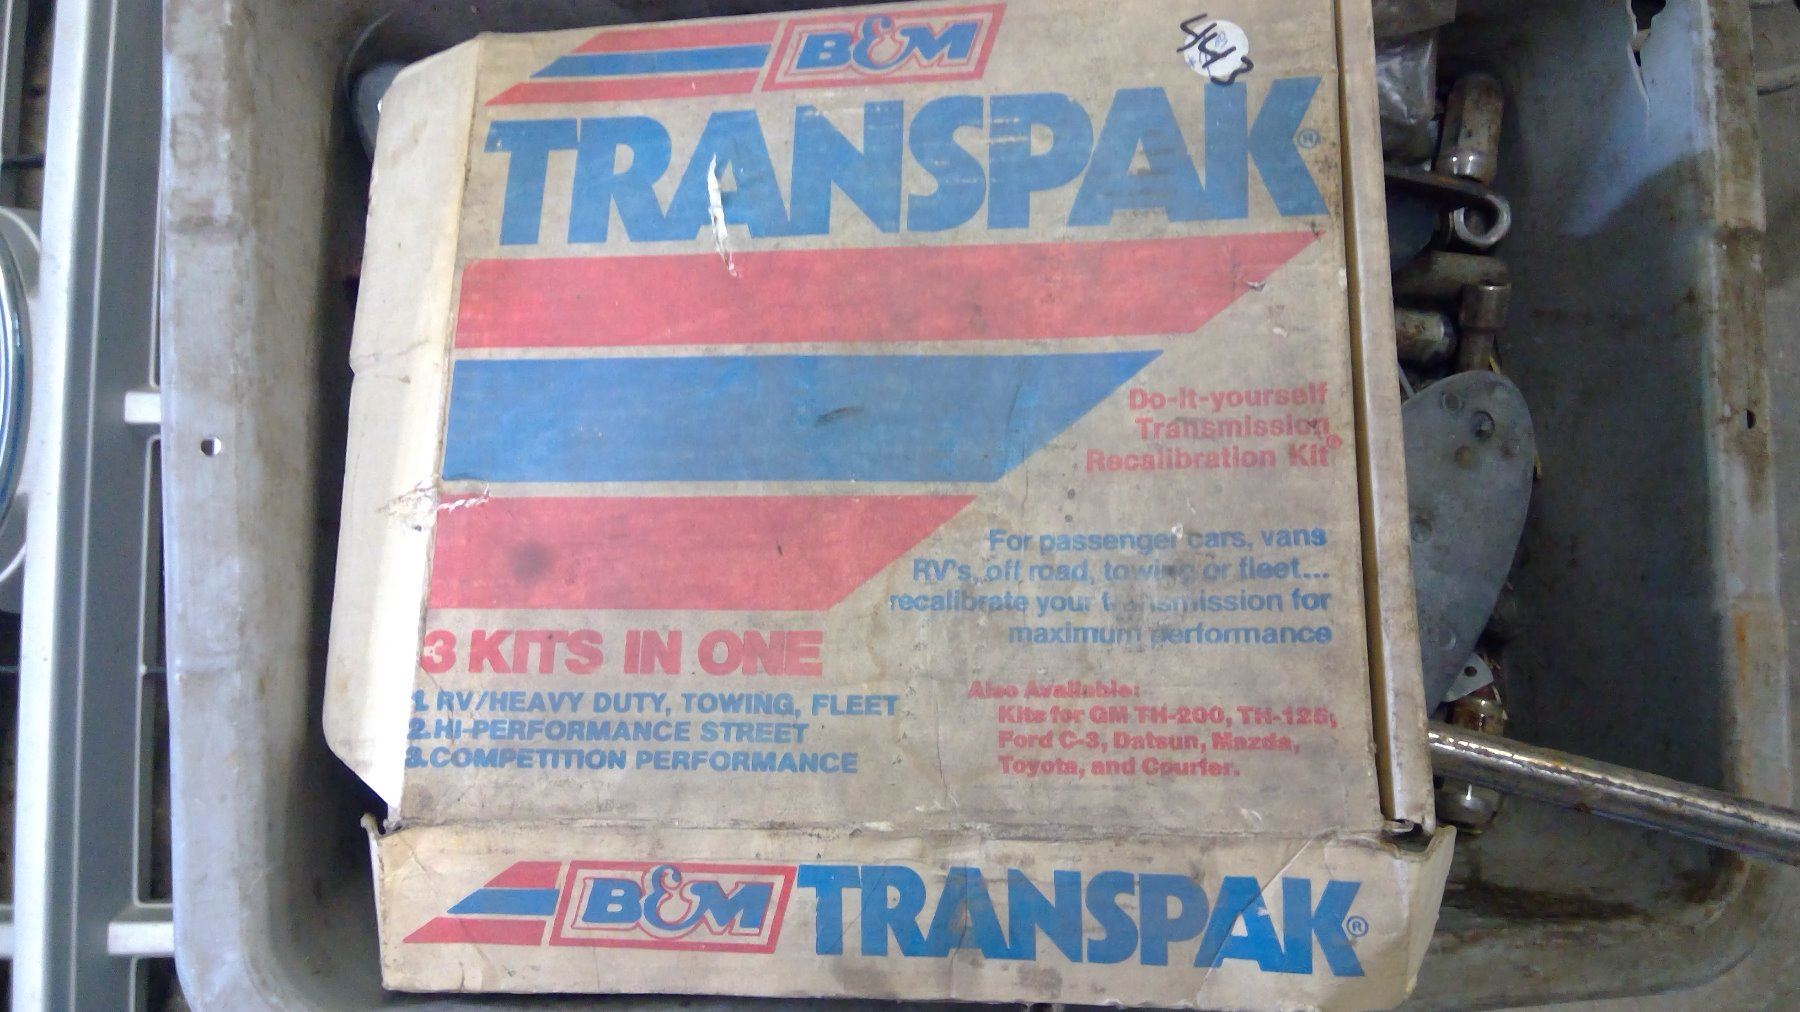 B&M
443
TRANSPAK®
Do-it-yourself
Transmission
Recalibration Kit®
For passenger cars, vans
RV's, off road, towing or fleet...
recalibrate your transmission for
maximum performance
3 KITS IN ONE
1. RV/HEAVY DUTY, TOWING, FLEET
2. HI-PERFORMANCE STREET
3. COMPETITION PERFORMANCE
Also Available:
Kits for GM TH-200, TH-125,
Ford C-3, Datsun, Mazda,
Toyota, and Courier.
B&M TRANSPAK®